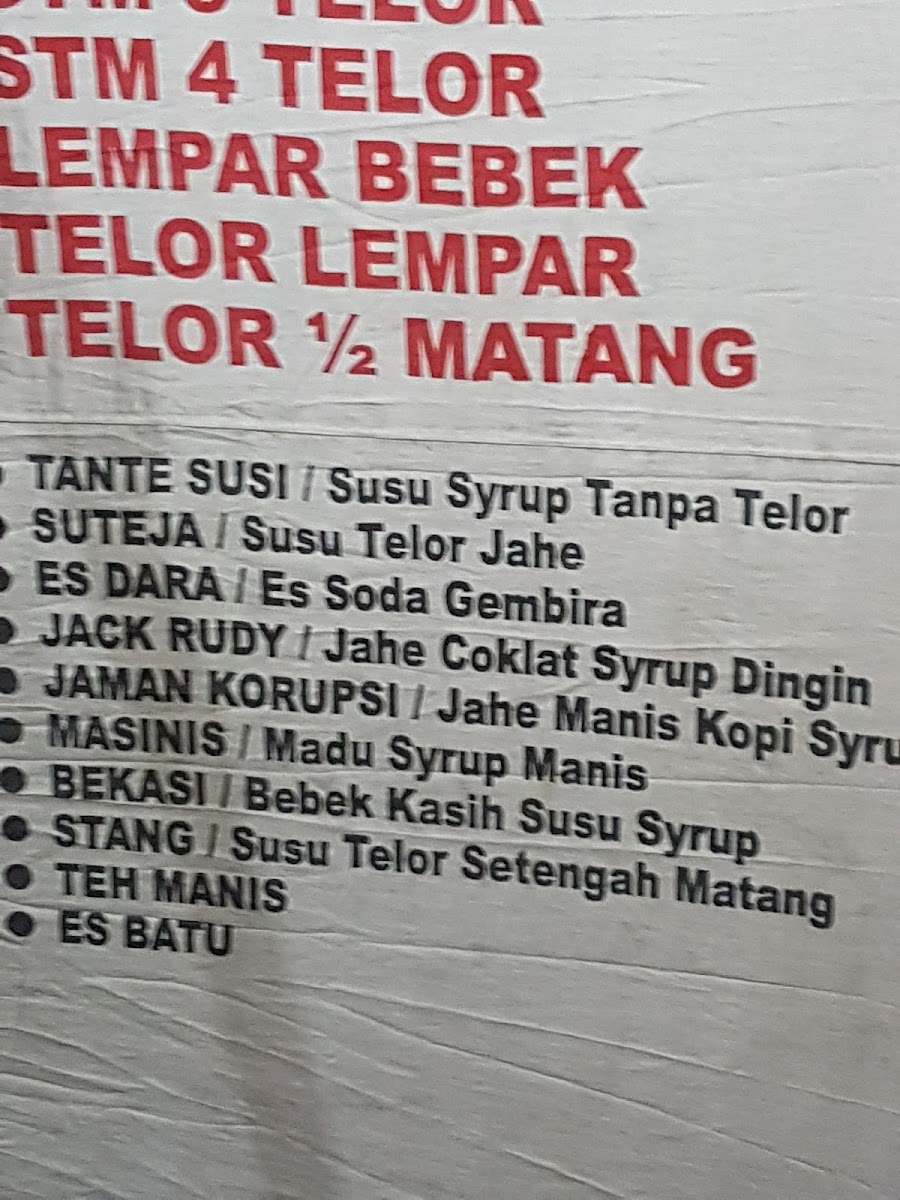 TELOR
STM 4 TELOR
LEMPAR BEBEK
TELOR LEMPAR
TELOR ½ MATANG
• TANTE SUSI / Susu Syrup Tanpa Telor
• SUTEJA / Susu Telor Jahe
• ES DARA / Es Soda Gembira
• JACK RUDY / Jahe Coklat Syrup Dingin
• JAMAN KORUPSI / Jahe Manis Kopi Syru
• MASINIS / Madu Syrup Manis
• BEKASI / Bebek Kasih Susu Syrup
• STANG / Susu Telor Setengah Matang
• TEH MANIS
• ES BATU